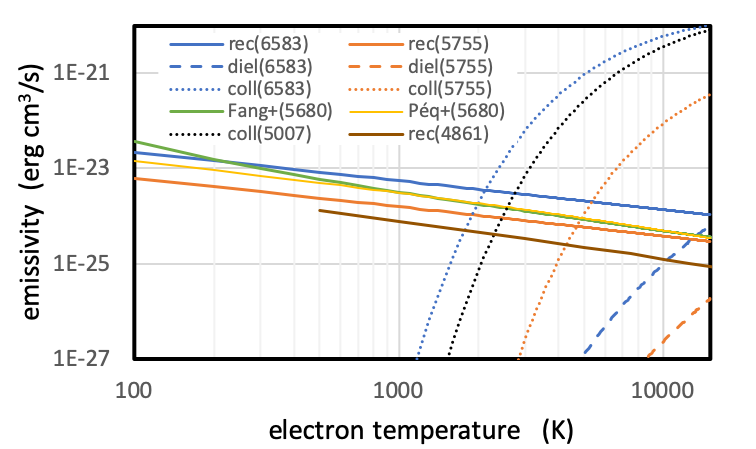 rec(6583) rec(5755)
diel(6583) diel(5755)
coll(6583) coll(5755)
Fang+(5680) Péq+(5680)
coll(5007) rec(4861)
1E-21
1E-23
1E-25
1E-27
emissivity (erg cm³/s)
100 1000 10000
electron temperature (K)